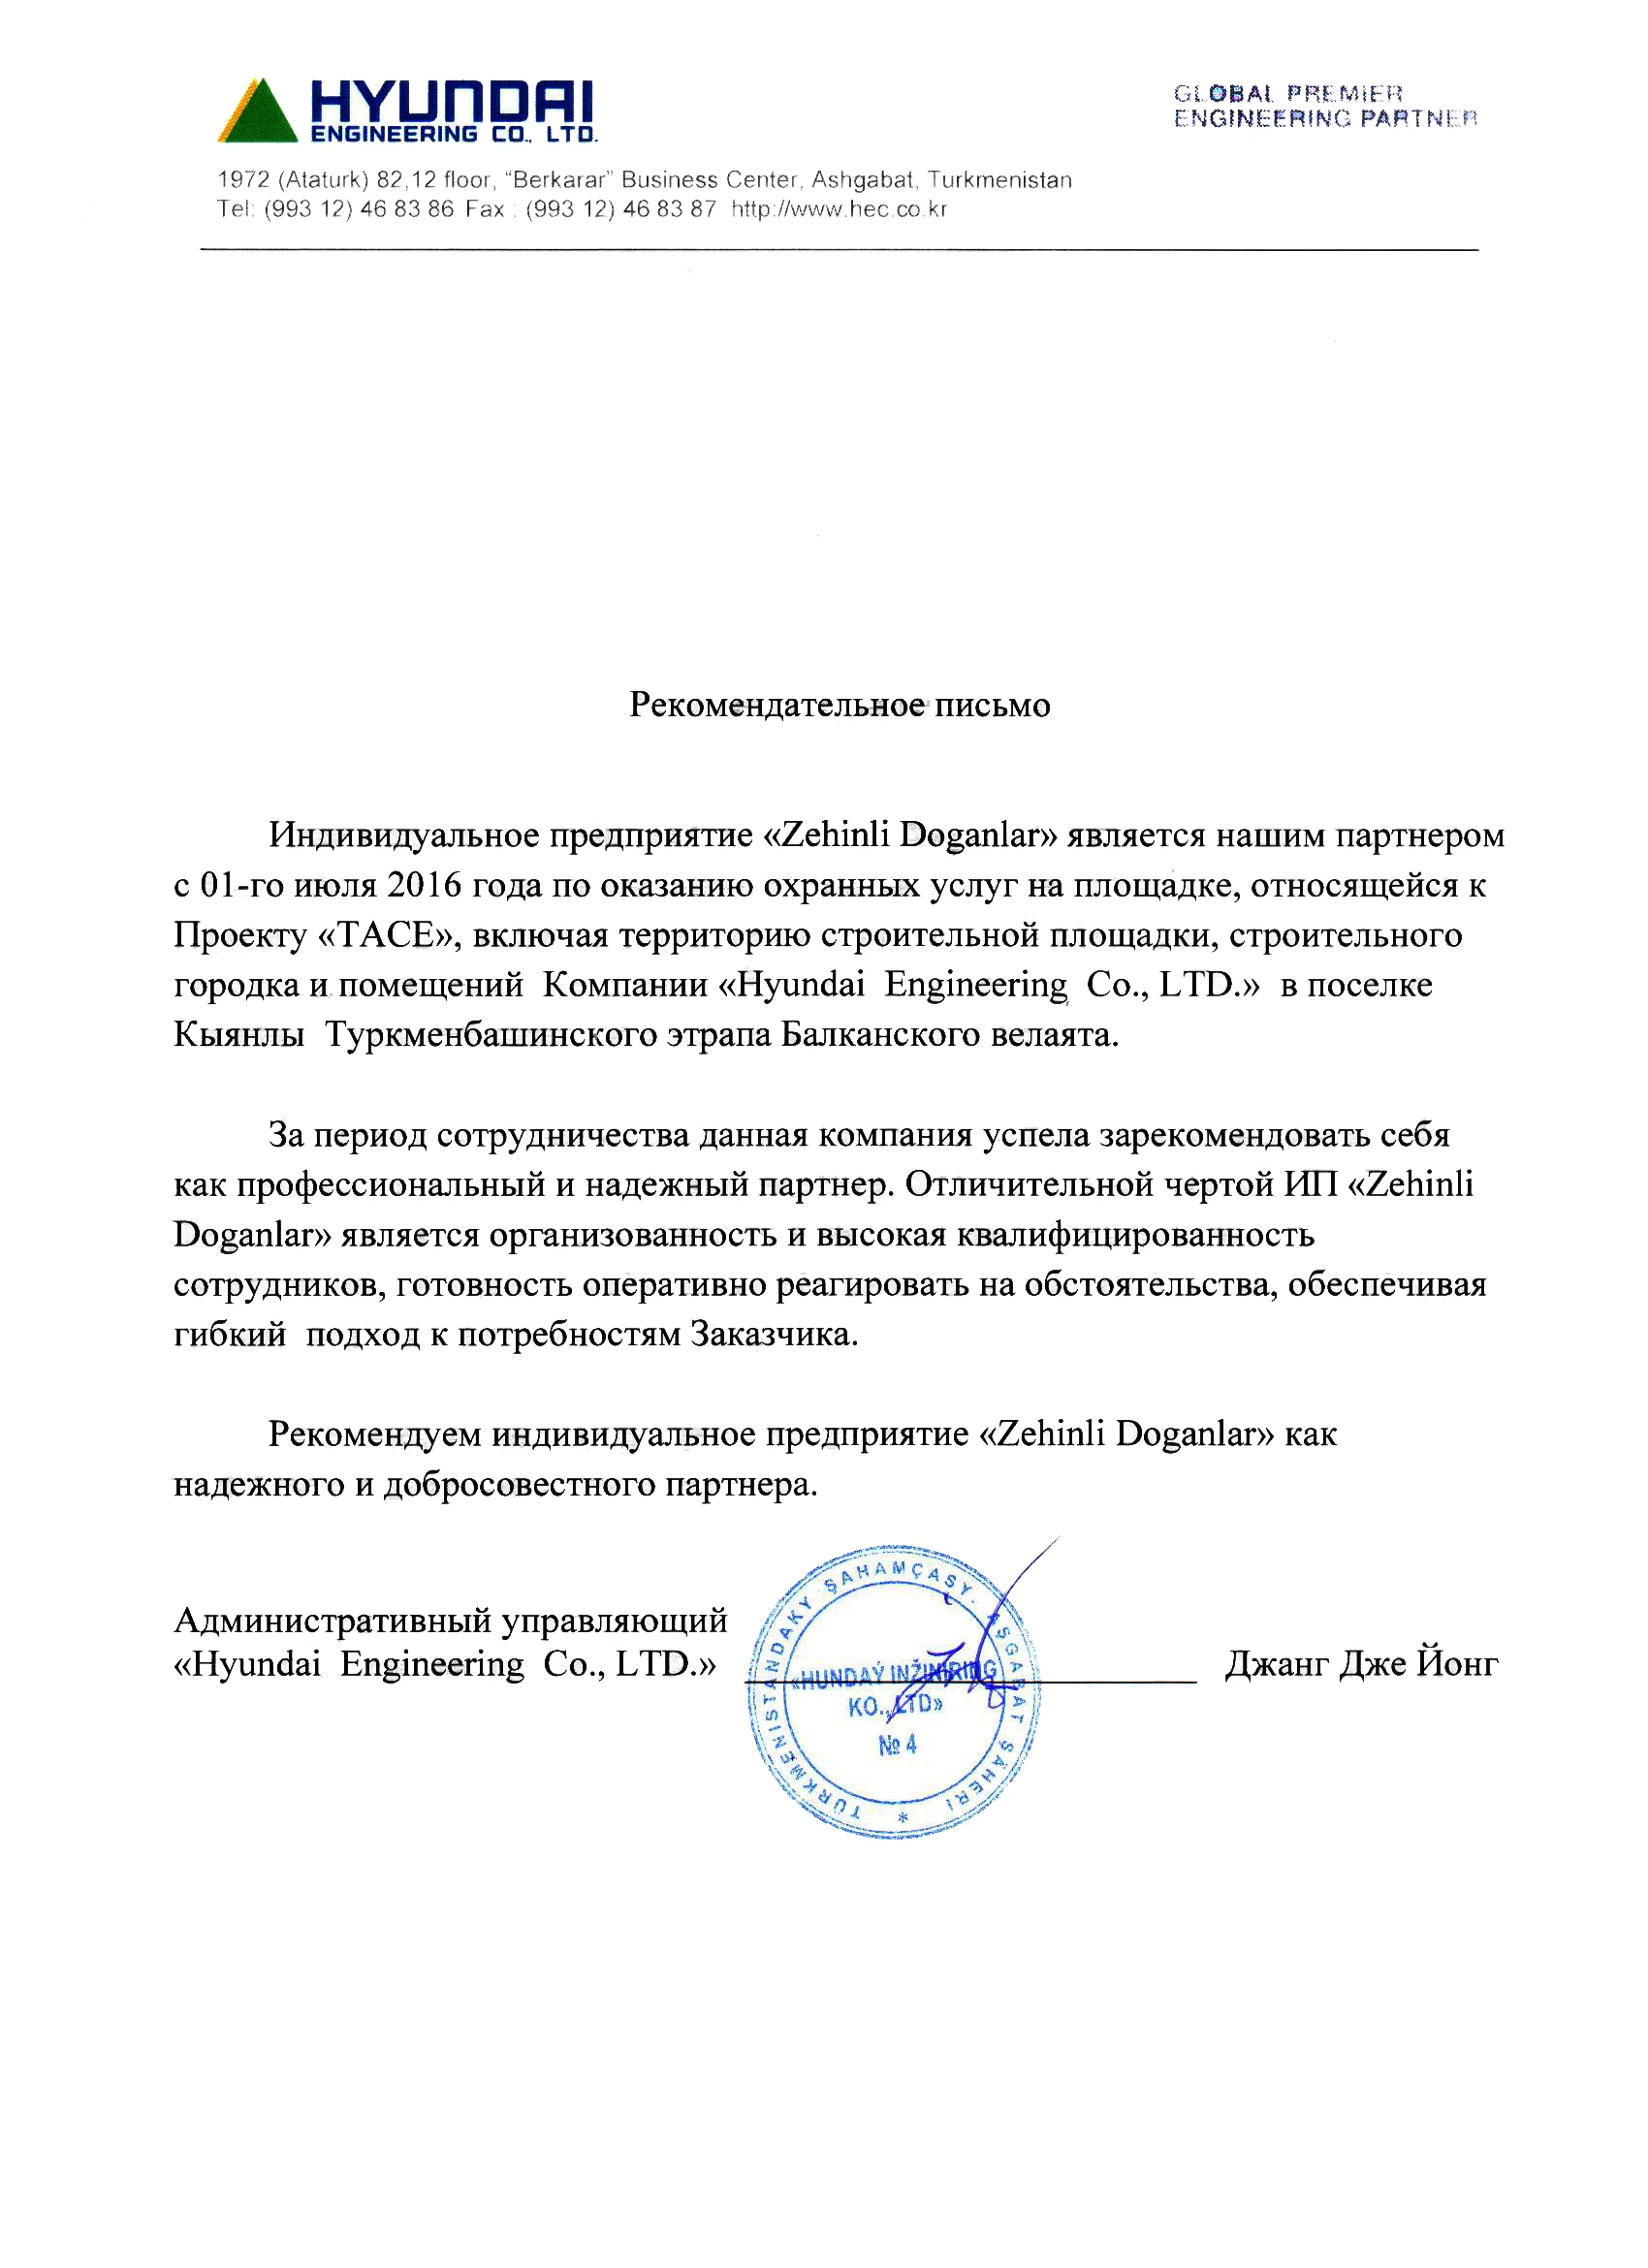 HYUNDAI
ENGINEERING CO., LTD.
GLOBAL PREMIER
ENGINEERING PARTNER
1972 (Ataturk) 82,12 floor, “Berkarar” Business Center, Ashgabat, Turkmenistan
Tel: (993 12) 46 83 86 Fax : (993 12) 46 83 87 http://www.hec.co.kr
Рекомендательное письмо
Индивидуальное предприятие «Zehinli Doganlar» является нашим партнером
с 01-го июля 2016 года по оказанию охранных услуг на площадке, относящейся к
Проекту «ТАСЕ», включая территорию строительной площадки, строительного
городка и помещений Компании «Hyundai Engineering Co., LTD.» в поселке
Кыянлы Туркменбашинского этрапа Балканского велаята.
За период сотрудничества данная компания успела зарекомендовать себя
как профессиональный и надежный партнер. Отличительной чертой ИП «Zehinli
Doganlar» является организованность и высокая квалифицированность
сотрудников, готовность оперативно реагировать на обстоятельства, обеспечивая
гибкий подход к потребностям Заказчика.
Рекомендуем индивидуальное предприятие «Zehinli Doganlar» как
надежного и добросовестного партнера.
Административный управляющий
«Hyundai Engineering Co., LTD.»
Джанг Дже Йонг
TÜRKMENISTANDAKY ŞAHAMÇASY. AŞGABAT ŞÄHERI *
«HUNDAÝ INŽINIRING
KO., LTD»
№ 4